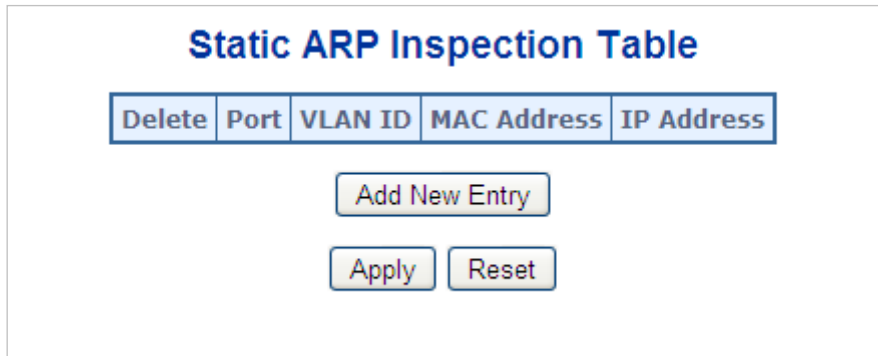 Static ARP Inspection Table
Delete Port VLAN ID MAC Address IP Address
Add New Entry
Apply Reset